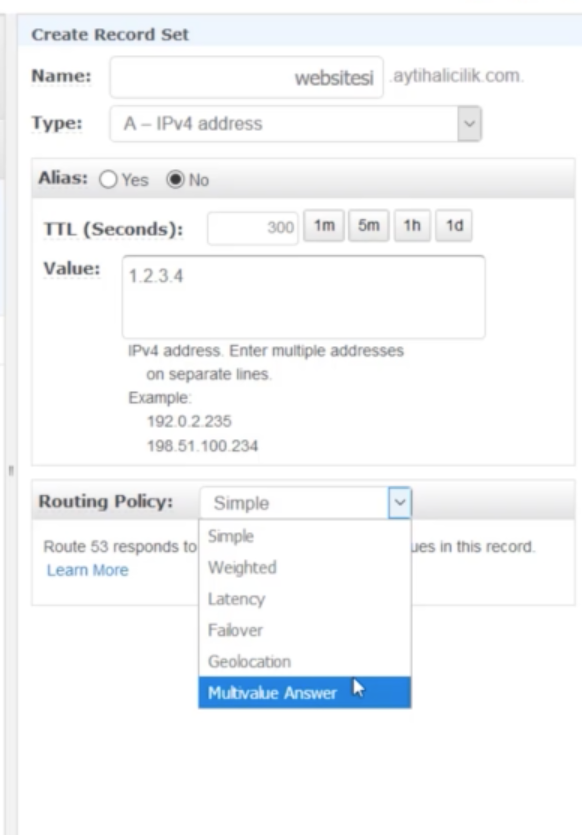 Create Record Set
Name: websitesi .aytihalicilik.com.
Type: A – IPv4 address
Alias: Yes No
TTL (Seconds): 300 1m 5m 1h 1d
Value: 1.2.3.4
IPv4 address. Enter multiple addresses
on separate lines.
Example:
192.0.2.235
198.51.100.234
Routing Policy: Simple
Simple
Route 53 responds to ues in this record.
Learn More
Weighted
Latency
Failover
Geolocation
Multivalue Answer